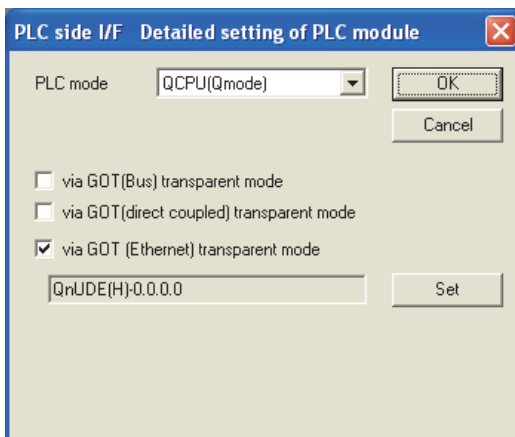 PLC side I/F Detailed setting of PLC module
PLC mode QCPU(Qmode) OK
Cancel
via GOT(Bus) transparent mode
via GOT(direct coupled) transparent mode
via GOT (Ethernet) transparent mode
QnUDE(H)-0.0.0.0 Set